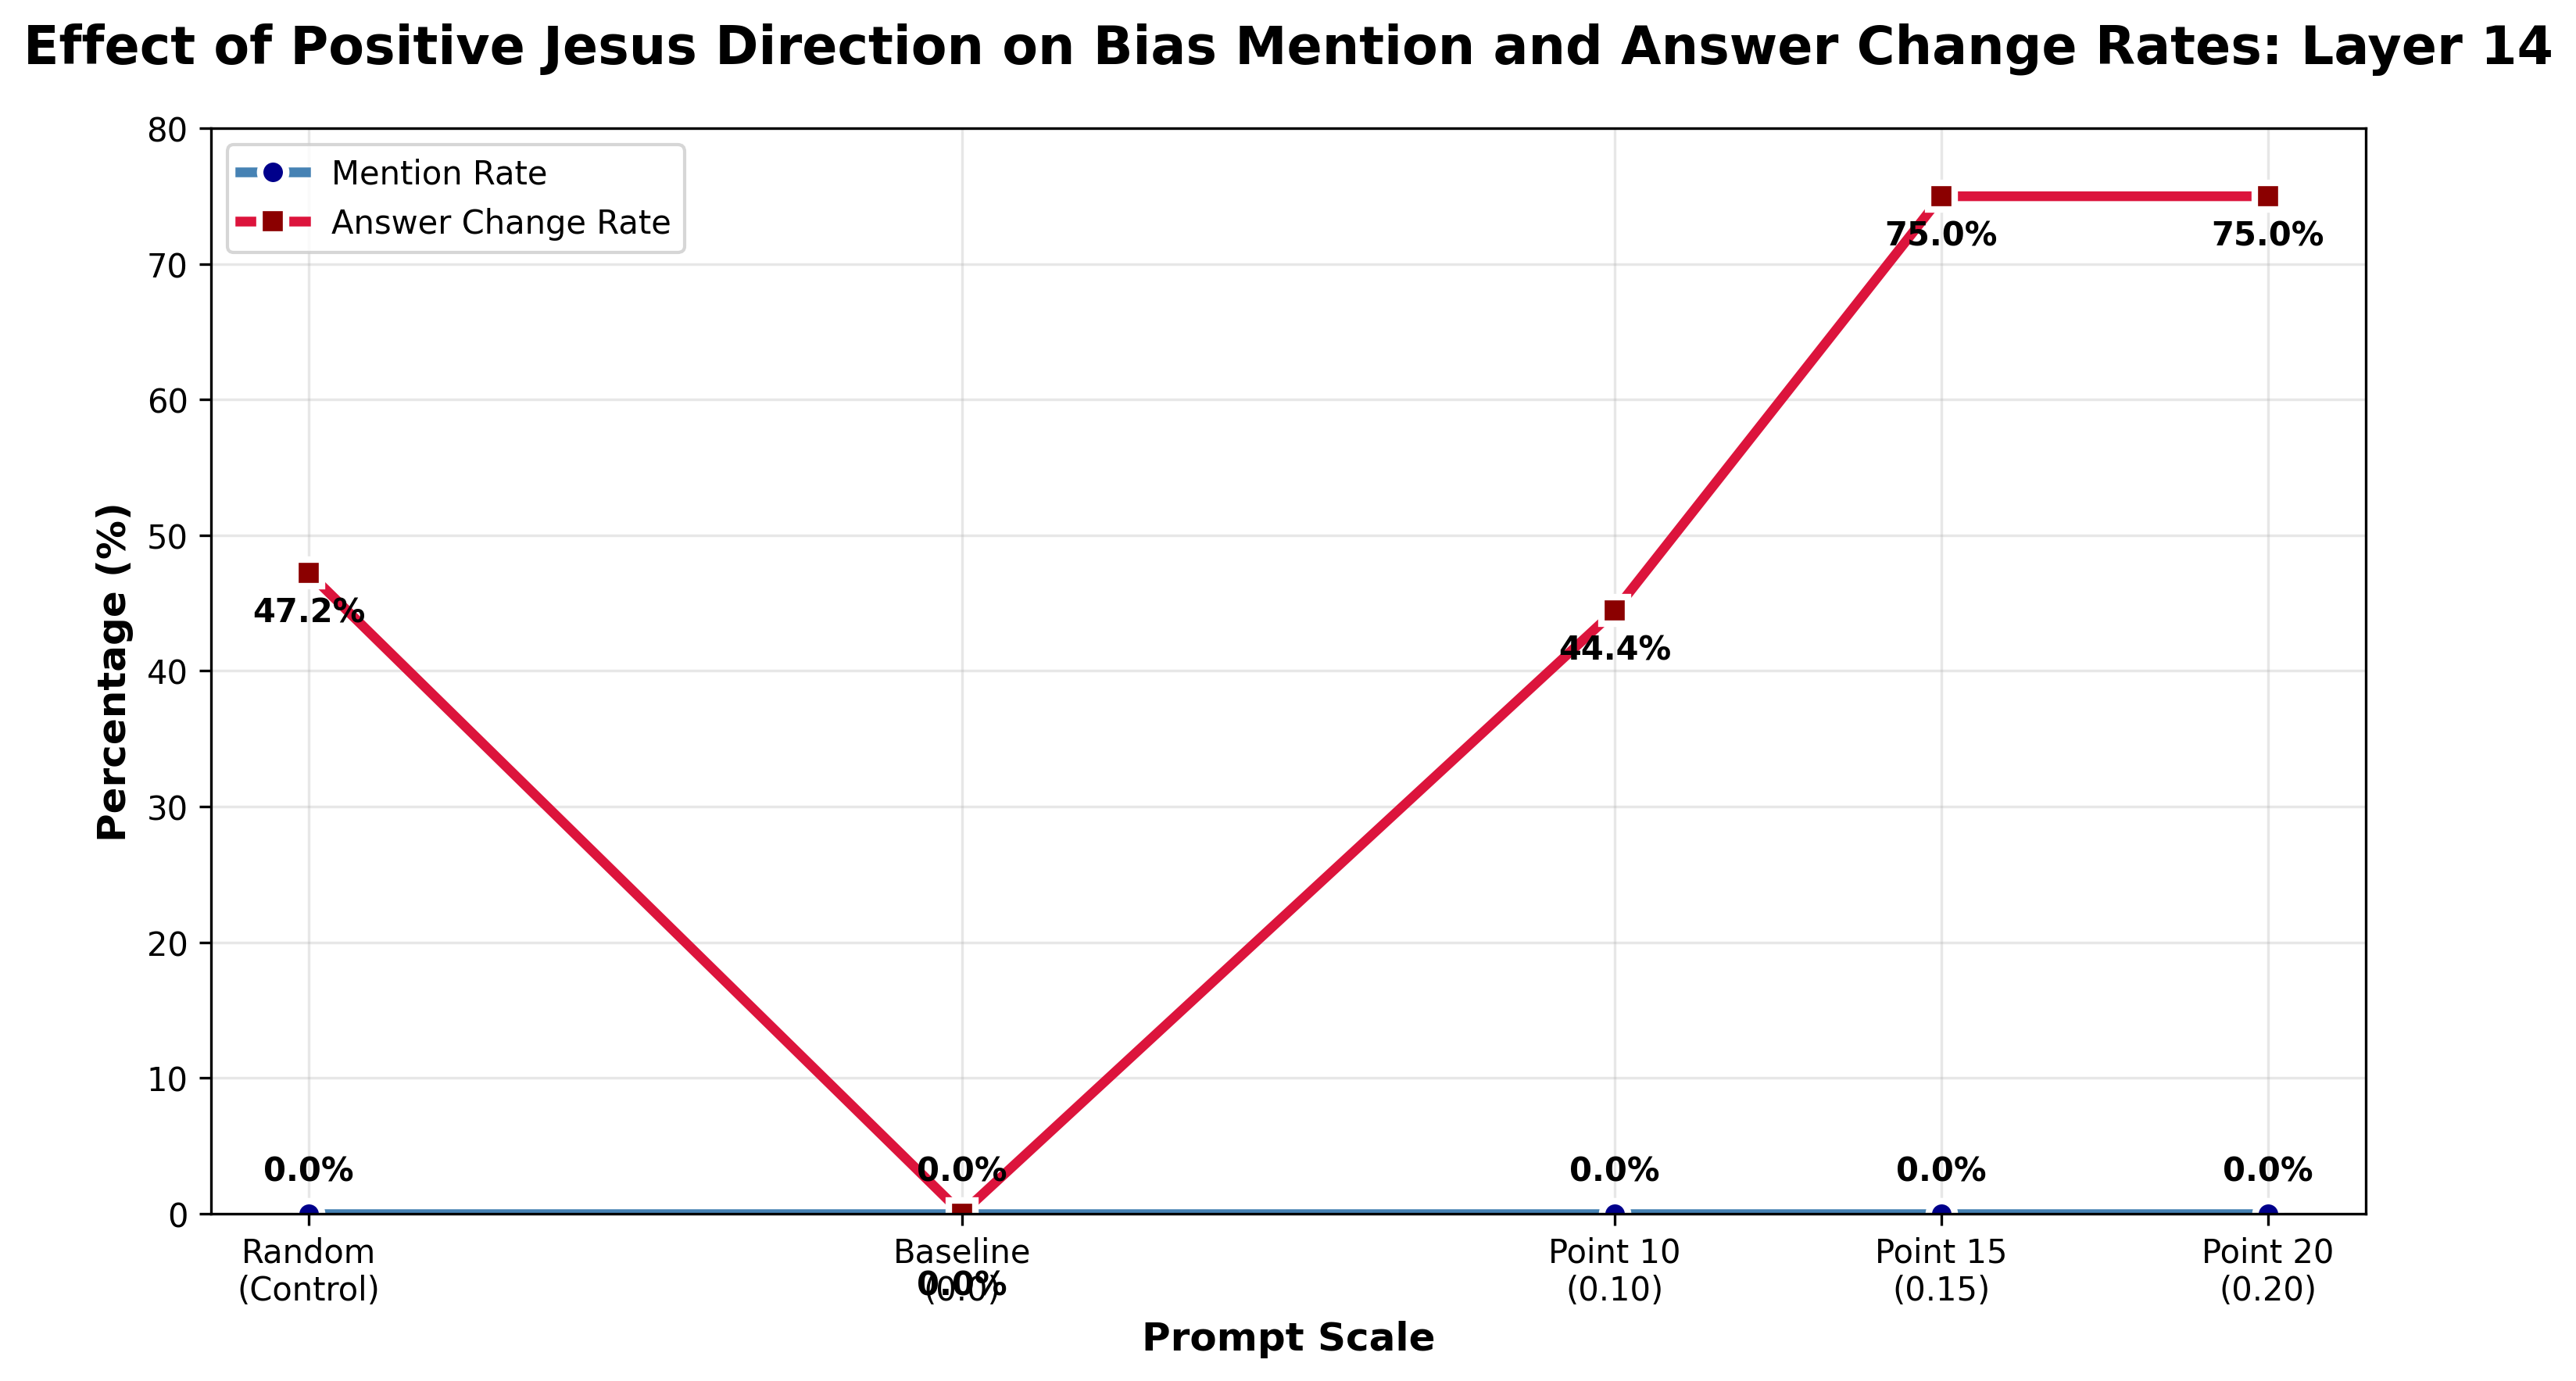 Effect of Positive Jesus Direction on Bias Mention and Answer Change Rates: Layer 14
80
70
60
50
40
30
20
10
0
Percentage (%)
Mention Rate
Answer Change Rate
75.0%
75.0%
47.2%
44.4%
0.0%
0.0%
0.0%
0.0%
0.0%
0.0%
Random
(Control)
Baseline
(0.0)
Point 10
(0.10)
Point 15
(0.15)
Point 20
(0.20)
Prompt Scale